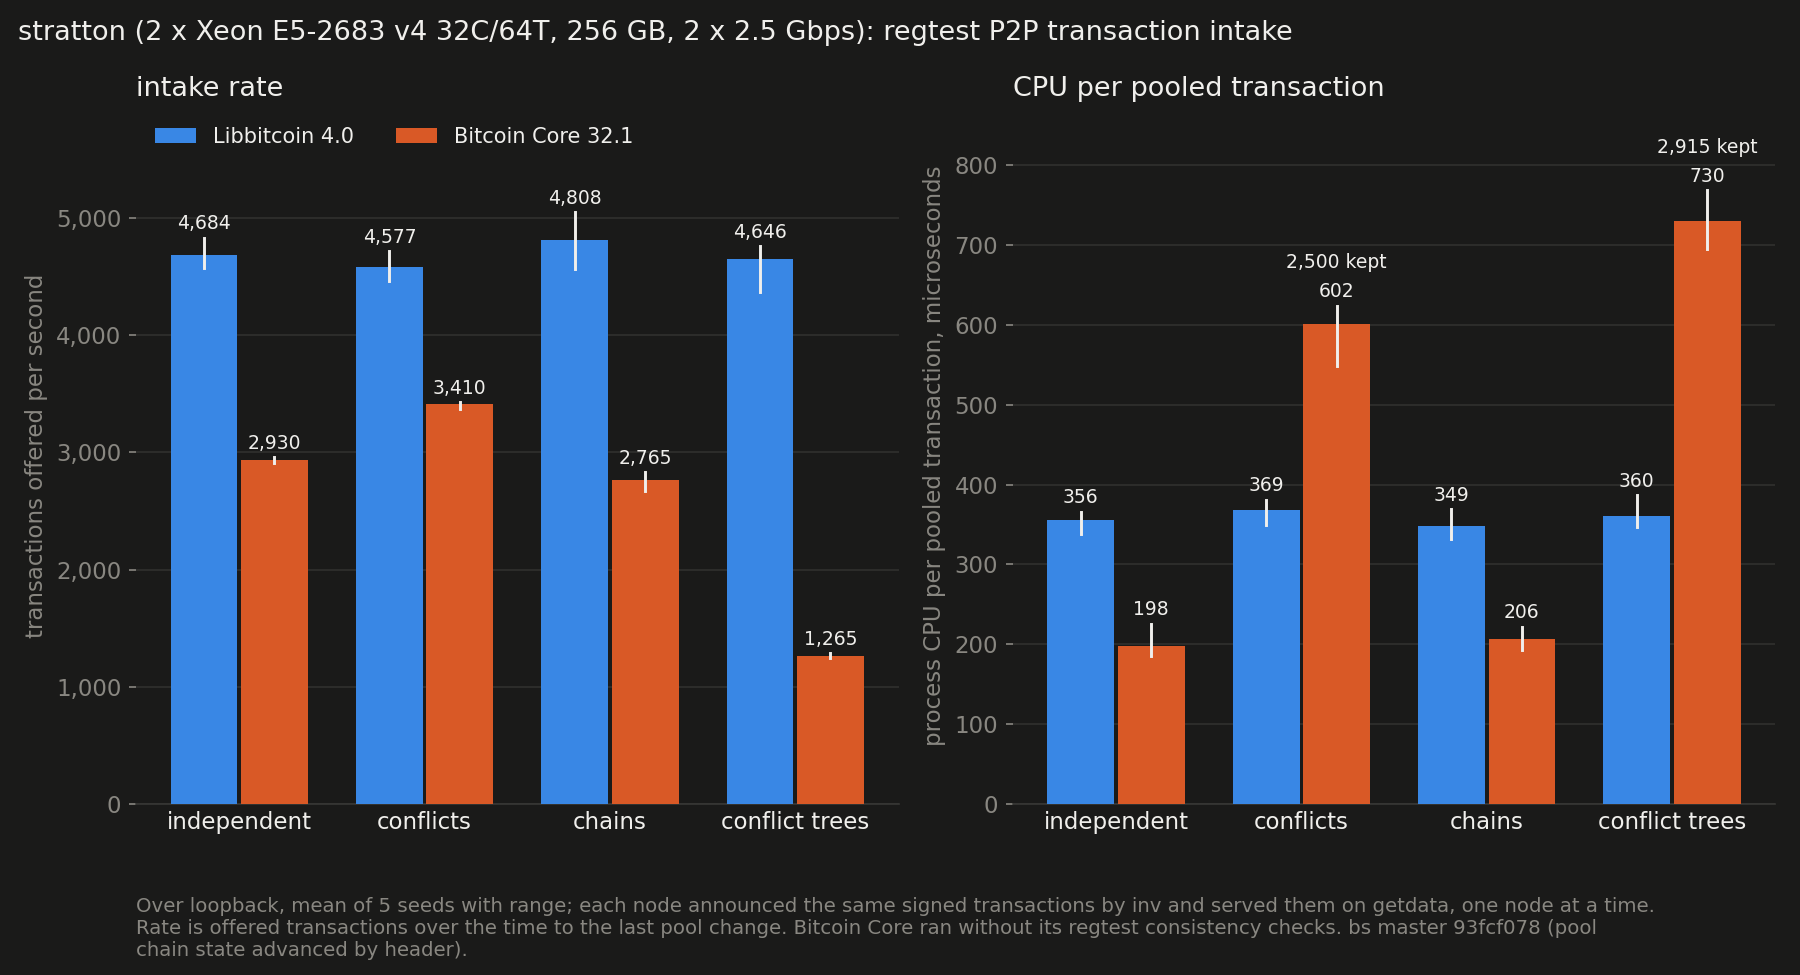 stratton (2 x Xeon E5-2683 v4 32C/64T, 256 GB, 2 x 2.5 Gbps): regtest P2P transaction intake
intake rate
Libbitcoin 4.0
Bitcoin Core 32.1
transactions offered per second
5,000
4,000
3,000
2,000
1,000
0
4,684
2,930
4,577
3,410
4,808
2,765
4,646
1,265
independent
conflicts
chains
conflict trees
CPU per pooled transaction
process CPU per pooled transaction, microseconds
800
700
600
500
400
300
200
100
0
356
198
369
2,500 kept
602
349
206
360
2,915 kept
730
independent
conflicts
chains
conflict trees
Over loopback, mean of 5 seeds with range; each node announced the same signed transactions by inv and served them on getdata, one node at a time.
Rate is offered transactions over the time to the last pool change. Bitcoin Core ran without its regtest consistency checks. bs master 93fcf078 (pool
chain state advanced by header).